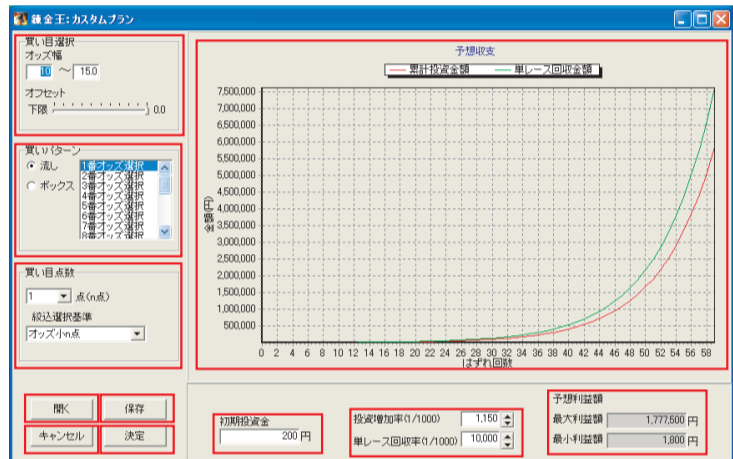 錬金王:カスタムプラン
買い目選択
オッズ幅
10 ～ 15.0
オフセット
下限 0.0
買いパターン
流し
ボックス
1番オッズ選択
2番オッズ選択
3番オッズ選択
4番オッズ選択
5番オッズ選択
6番オッズ選択
7番オッズ選択
8番オッズ選択
買い目点数
1 点(n点)
絞込選択基準
オッズ小n点
開く 保存
キャンセル 決定
予想収支
累計投資金額 単レース回収金額
金額(円)
7,500,000
7,000,000
6,500,000
6,000,000
5,500,000
5,000,000
4,500,000
4,000,000
3,500,000
3,000,000
2,500,000
2,000,000
1,500,000
1,000,000
500,000
0 2 4 6 8 10 12 14 16 18 20 22 24 26 28 30 32 34 36 38 40 42 44 46 48 50 52 54 56 58
はずれ回数
初期投資金
200 円
投資増加率(1/1000) 1,150
単レース回収率(1/1000) 10,000
予想利益額
最大利益額 1,777,500 円
最小利益額 1,800 円